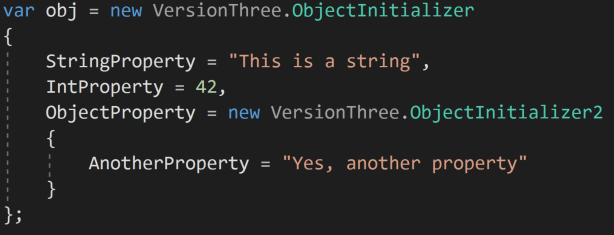 var obj = new VersionThree.ObjectInitializer
{
    StringProperty = "This is a string",
    IntProperty = 42,
    ObjectProperty = new VersionThree.ObjectInitializer2
    {
        AnotherProperty = "Yes, another property"
    }
};